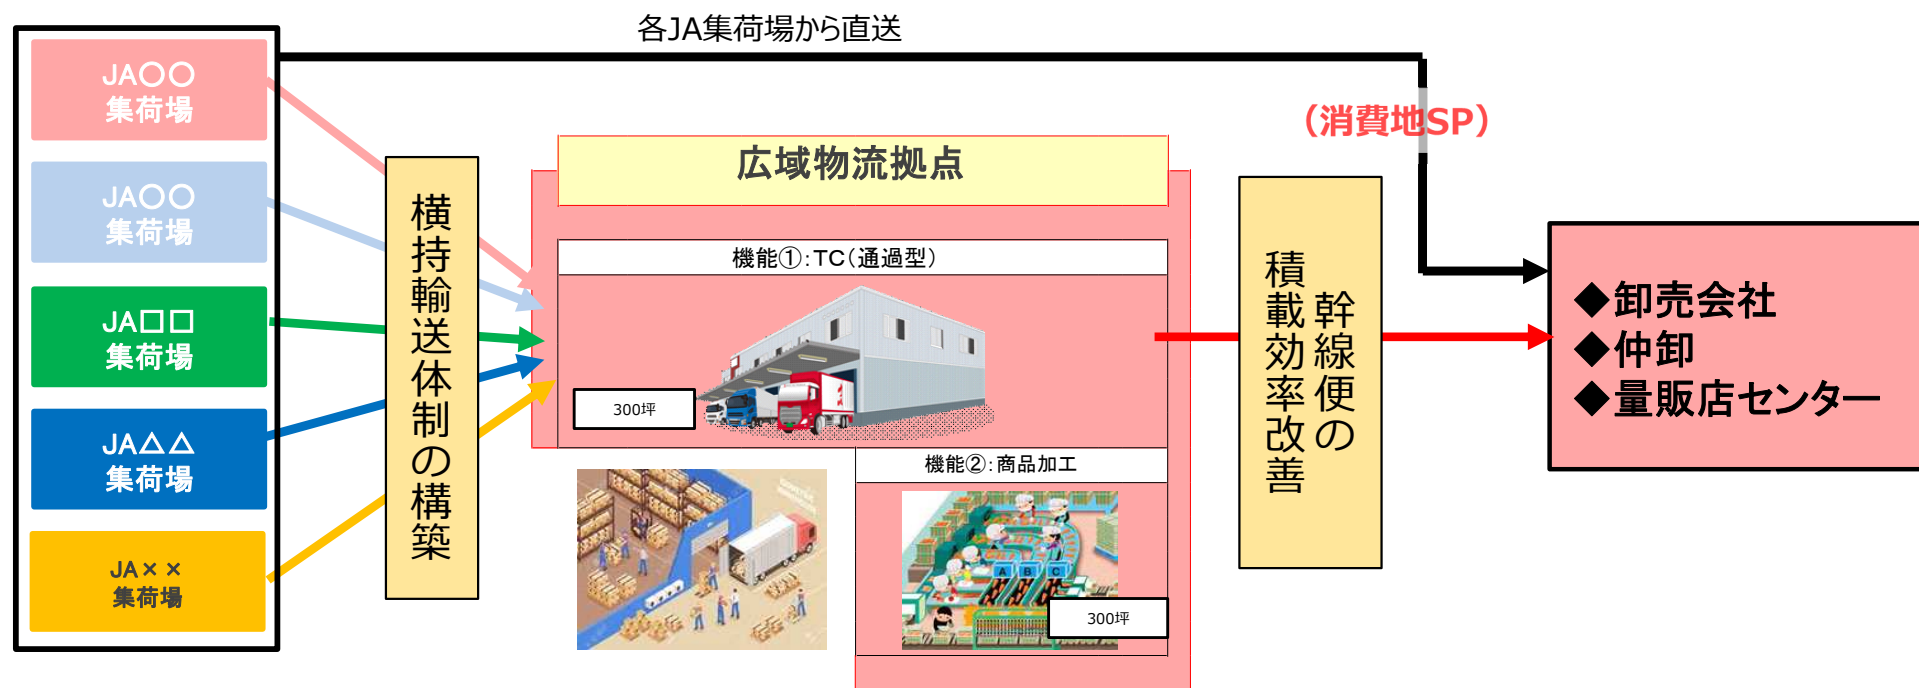 各JA集荷場から直送
JA〇〇
集荷場
JA〇〇
集荷場
JA□□
集荷場
JA△△
集荷場
JA××
集荷場
横持輸送体制の構築
広域物流拠点
機能①：TC（通過型）
300坪
機能②：商品加工
A B C
300坪
（消費地SP）
幹線便の
積載効率改善
◆卸売会社
◆仲卸
◆量販店センター